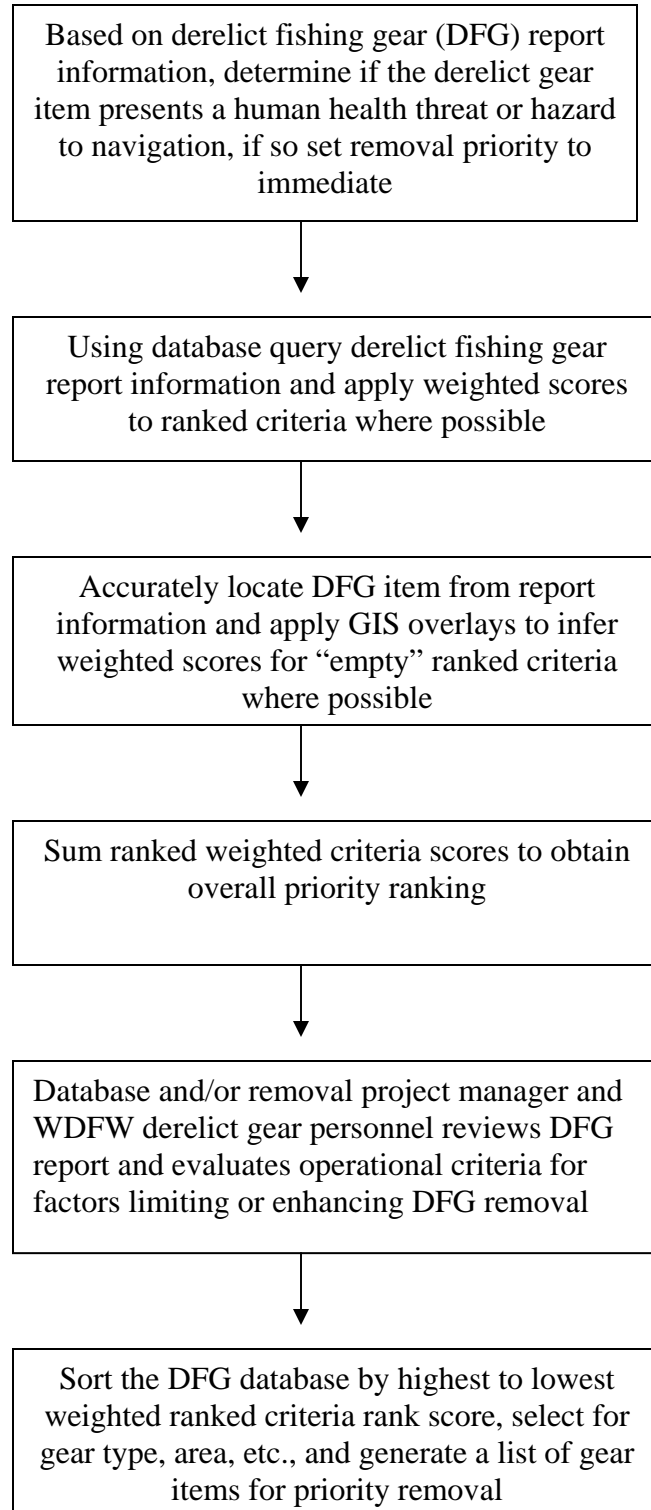 Based on derelict fishing gear (DFG) report
information, determine if the derelict gear
item presents a human health threat or hazard
to navigation, if so set removal priority to
immediate
Using database query derelict fishing gear
report information and apply weighted scores
to ranked criteria where possible
Accurately locate DFG item from report
information and apply GIS overlays to infer
weighted scores for “empty” ranked criteria
where possible
Sum ranked weighted criteria scores to obtain
overall priority ranking
Database and/or removal project manager and
WDFW derelict gear personnel reviews DFG
report and evaluates operational criteria for
factors limiting or enhancing DFG removal
Sort the DFG database by highest to lowest
weighted ranked criteria rank score, select for
gear type, area, etc., and generate a list of gear
items for priority removal